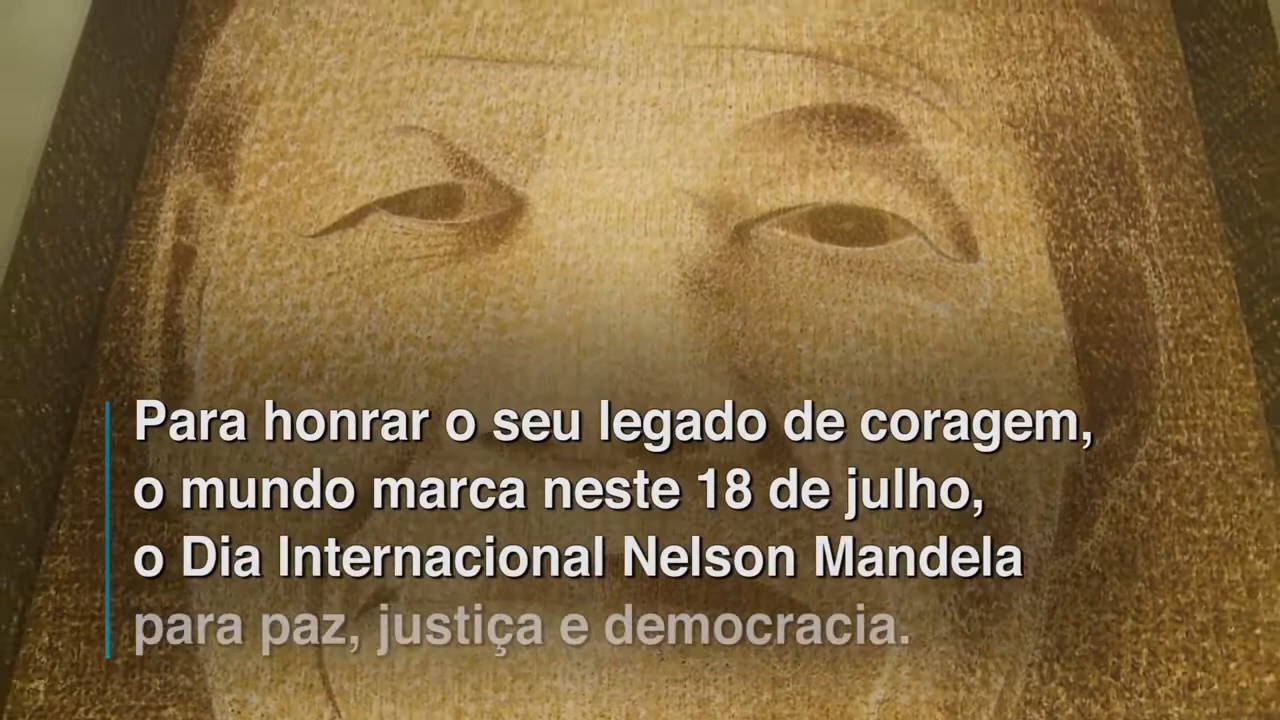 Para honrar o seu legado de coragem,
o mundo marca neste 18 de julho,
o Dia Internacional Nelson Mandela
para paz, justiça e democracia.